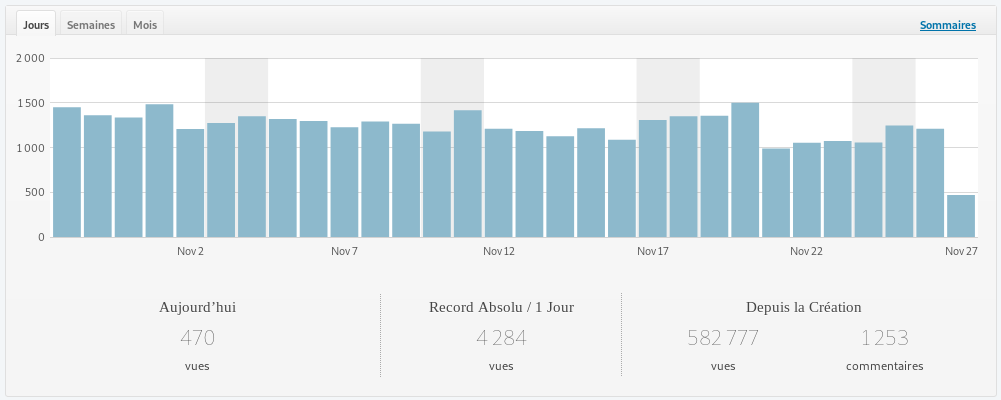 Jours Semaines Mois Sommaires
2 000
1 500
1 000
500
0
Nov 2 Nov 7 Nov 12 Nov 17 Nov 22 Nov 27
Aujourd’hui Record Absolu / 1 Jour Depuis la Création
470 4 284 582 777 1 253
vues vues vues commentaires